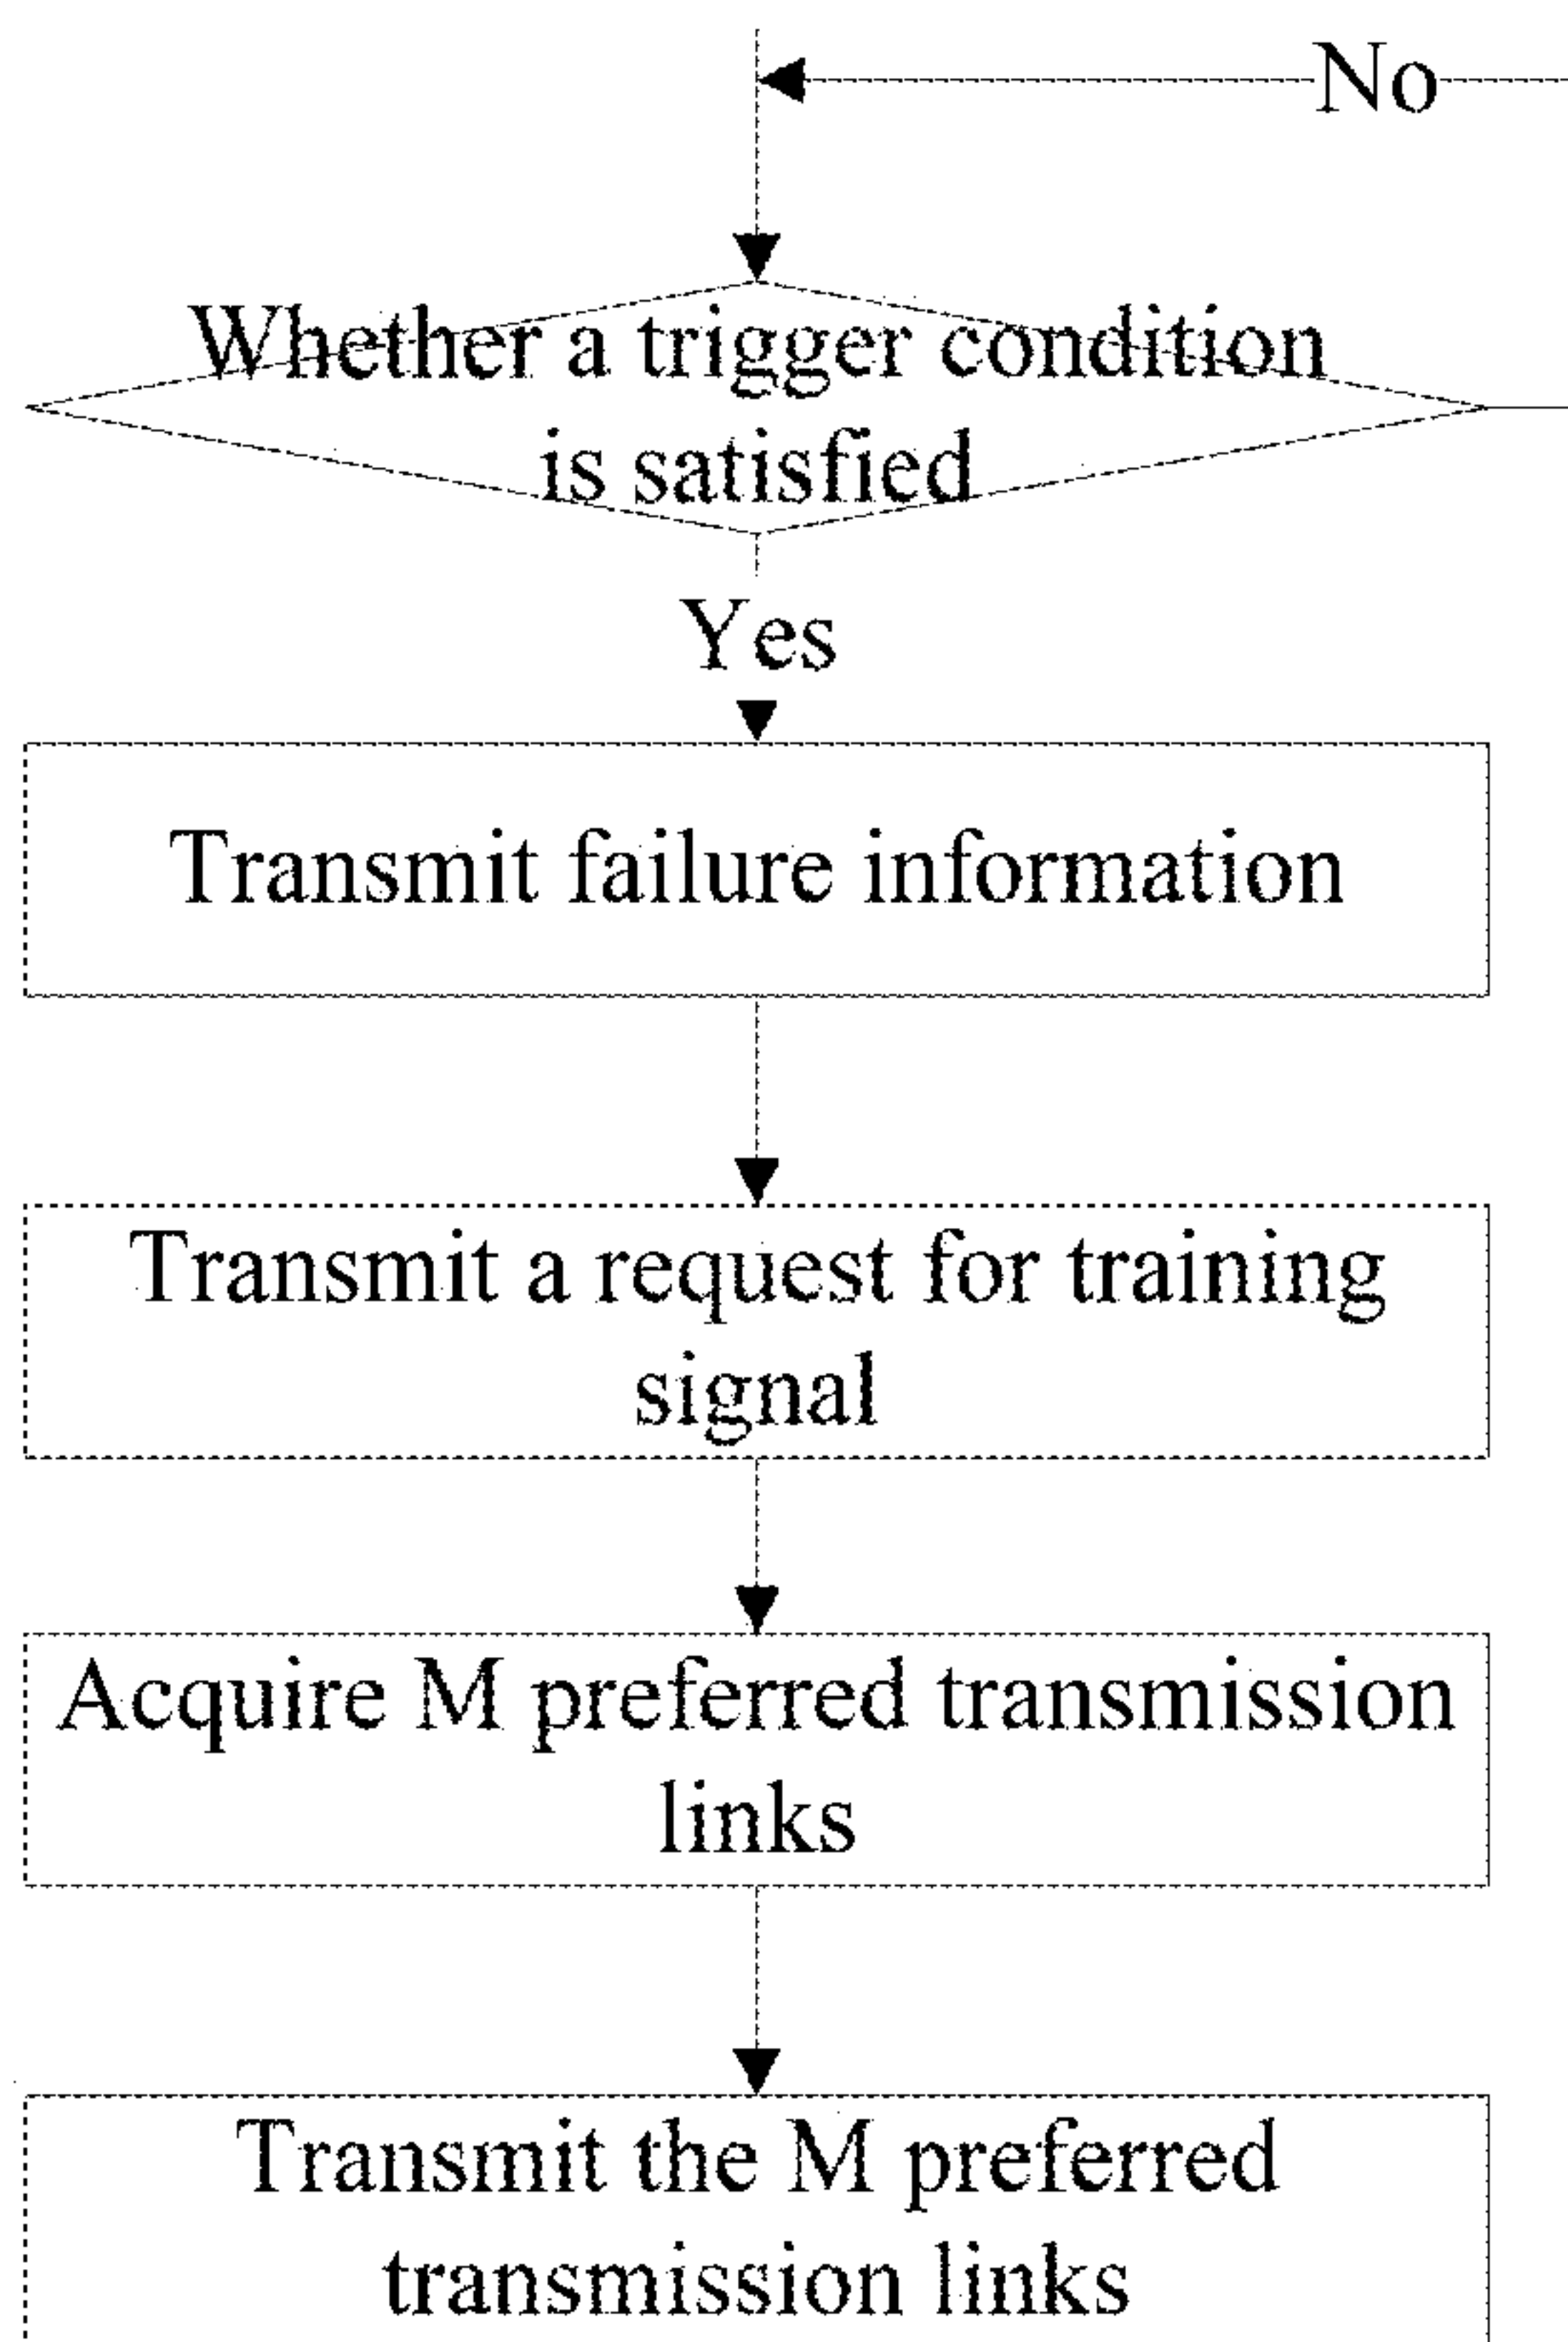 No
Whether a trigger condition
is satisfied
Yes
Transmit failure information
Transmit a request for training
signal
Acquire M preferred transmission
links
Transmit the M preferred
transmission links